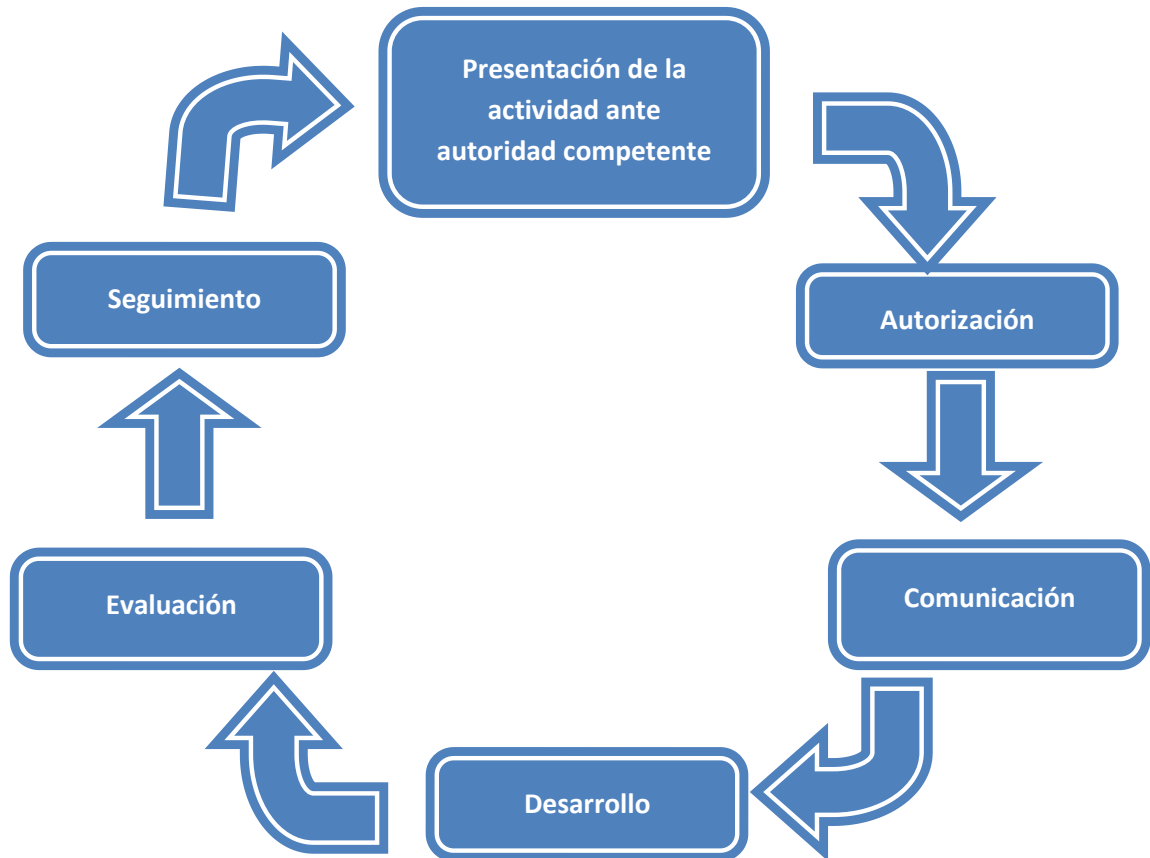 Presentación de la
actividad ante
autoridad competente
Autorización
Comunicación
Desarrollo
Evaluación
Seguimiento